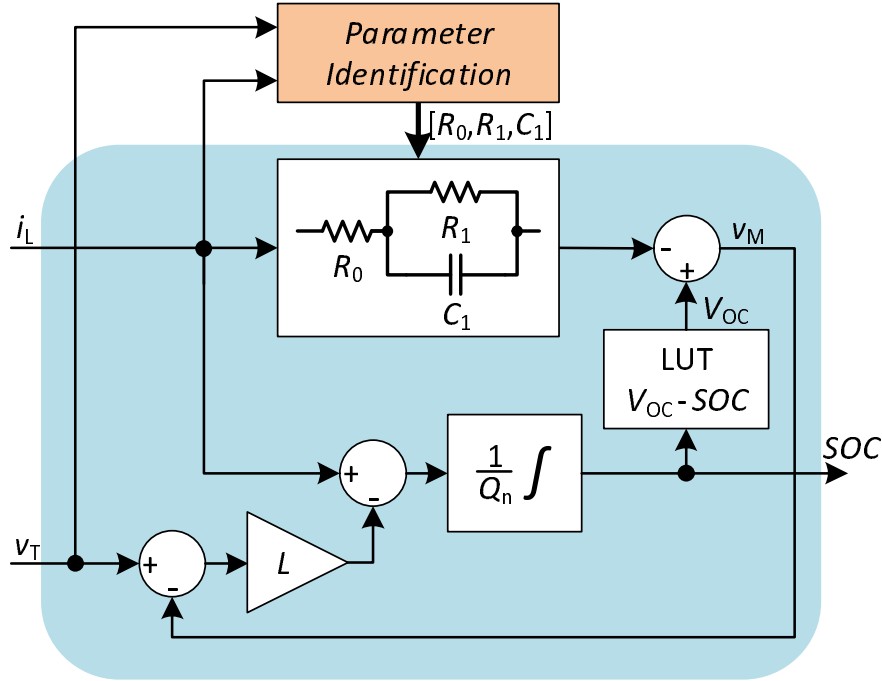 Parameter
Identification
[R0,R1,C1]
iL
R0
R1
C1
-
+
vM
VOC
LUT
VOC - SOC
SOC
+
-
1
Qn
∫
vT
+
-
L